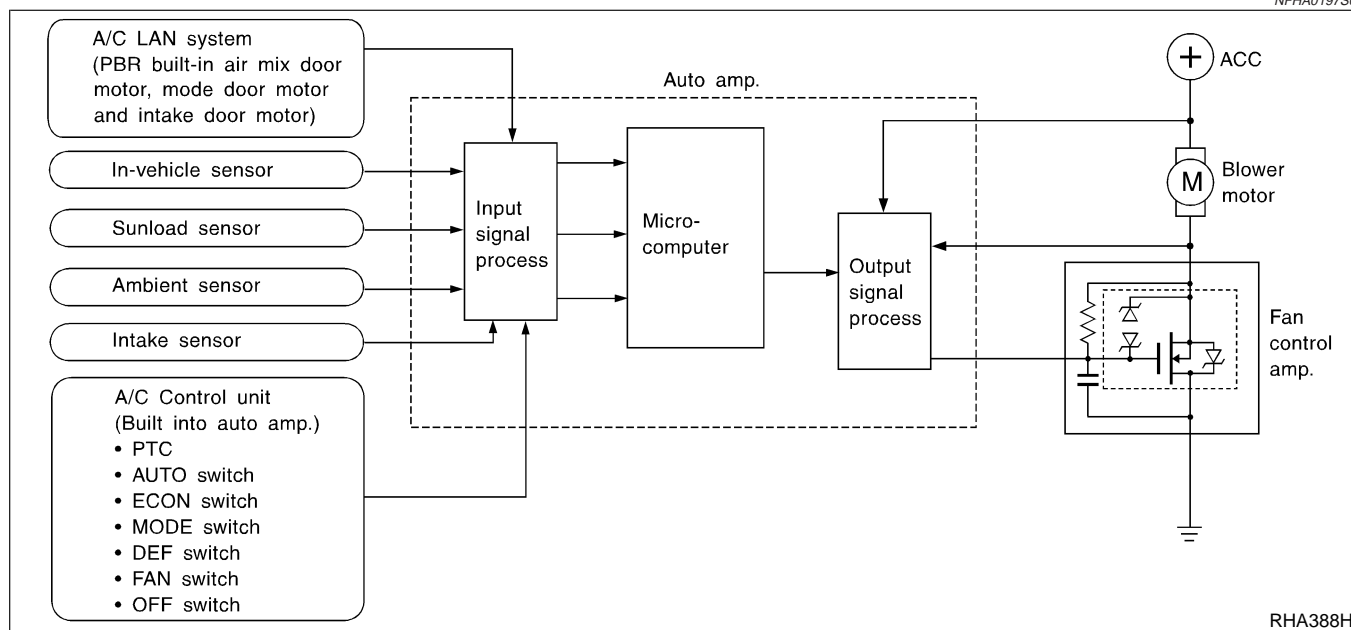 NFHA0197S0
A/C LAN system
(PBR built-in air mix door
motor, mode door motor
and intake door motor)
In-vehicle sensor
Sunload sensor
Ambient sensor
Intake sensor
A/C Control unit
(Built into auto amp.)
• PTC
• AUTO switch
• ECON switch
• MODE switch
• DEF switch
• FAN switch
• OFF switch
Auto amp.
Input
signal
process
Micro-
computer
Output
signal
process
+
ACC
M
Blower
motor
Fan
control
amp.
RHA388H